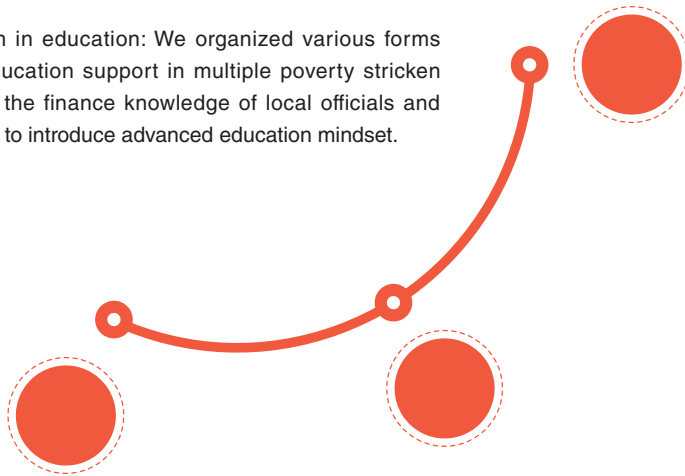 in education: We organized various forms
education support in multiple poverty stricken
the finance knowledge of local officials and
to introduce advanced education mindset.